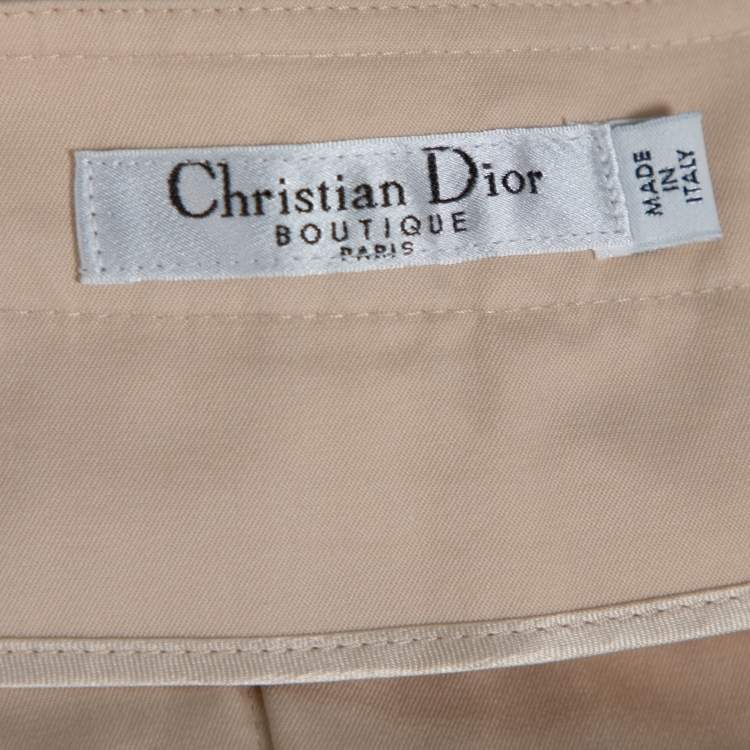 Christian Dior
BOUTIQUE
PARIS
MADE
IN
ITALY